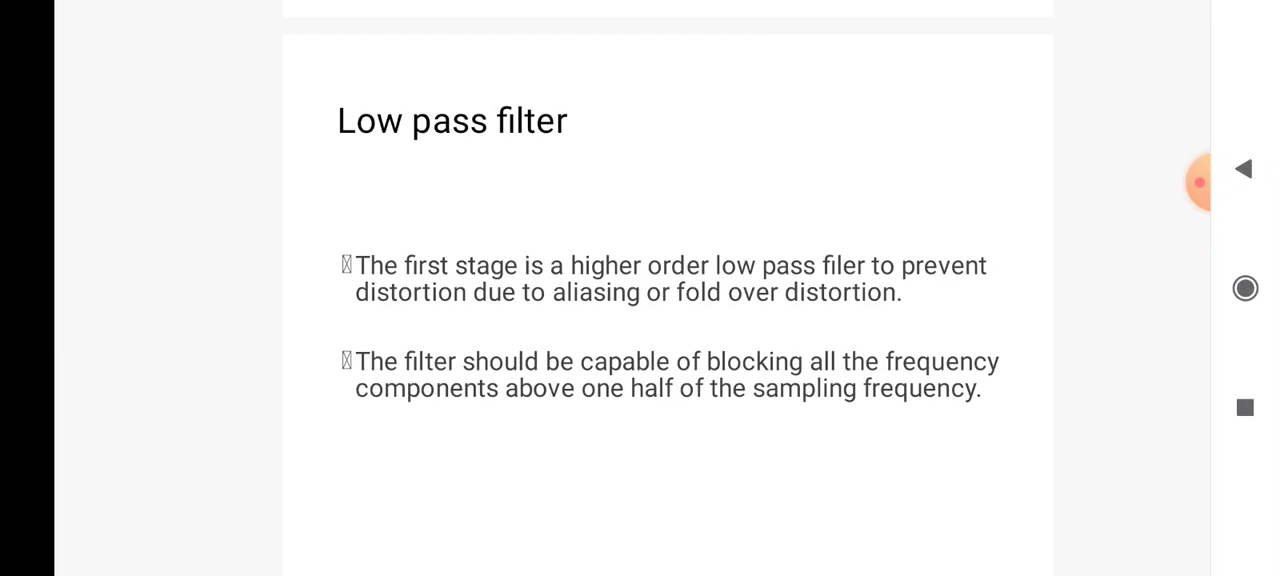 Low pass filter
The first stage is a higher order low pass filer to prevent
distortion due to aliasing or fold over distortion.
The filter should be capable of blocking all the frequency
components above one half of the sampling frequency.